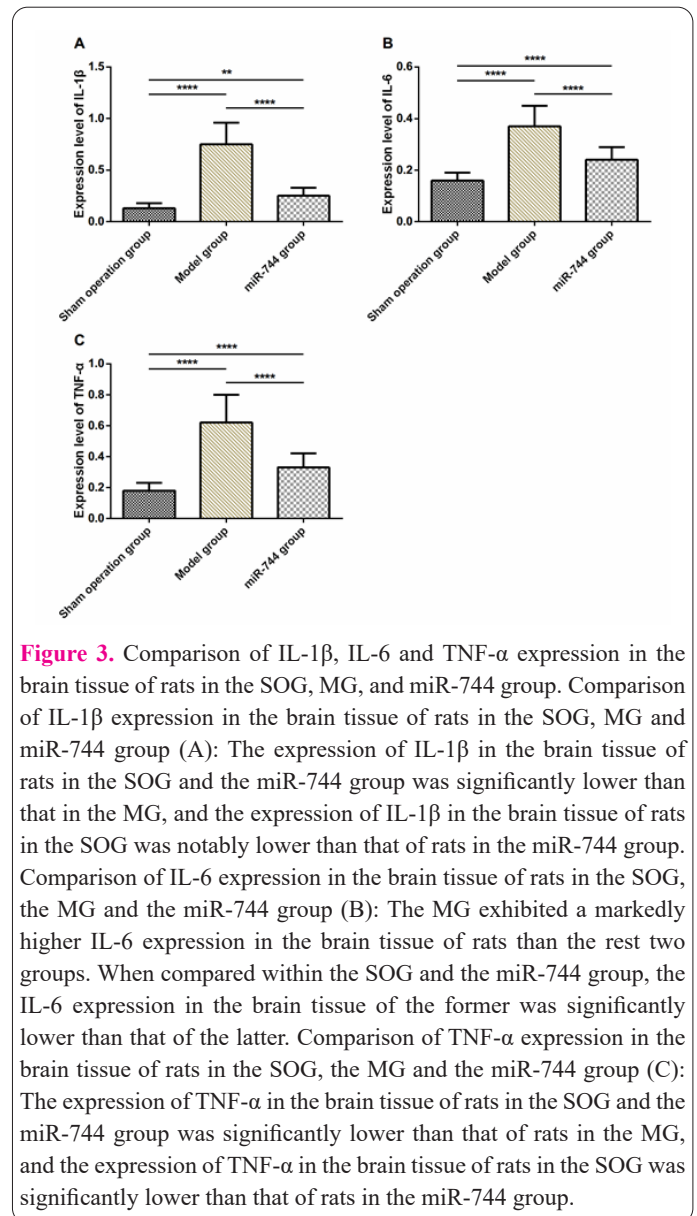 A
Expression level of IL-1β
1.5
1.0
0.5
0.0
**
****
****
Sham operation group
Model group
miR-744 group
B
Expression level of IL-6
0.6
0.4
0.2
0.0
****
****
****
Sham operation group
Model group
miR-744 group
C
Expression level of TNF-α
1.0
0.8
0.6
0.4
0.2
0.0
****
****
****
Sham operation group
Model group
miR-744 group
Figure 3. Comparison of IL-1β, IL-6 and TNF-α expression in the
brain tissue of rats in the SOG, MG, and miR-744 group. Comparison
of IL-1β expression in the brain tissue of rats in the SOG, MG and
miR-744 group (A): The expression of IL-1β in the brain tissue of
rats in the SOG and the miR-744 group was significantly lower than
that in the MG, and the expression of IL-1β in the brain tissue of rats
in the SOG was notably lower than that of rats in the miR-744 group.
Comparison of IL-6 expression in the brain tissue of rats in the SOG,
the MG and the miR-744 group (B): The MG exhibited a markedly
higher IL-6 expression in the brain tissue of rats than the rest two
groups. When compared within the SOG and the miR-744 group, the
IL-6 expression in the brain tissue of the former was significantly
lower than that of the latter. Comparison of TNF-α expression in the
brain tissue of rats in the SOG, the MG and the miR-744 group (C):
The expression of TNF-α in the brain tissue of rats in the SOG and the
miR-744 group was significantly lower than that of rats in the MG,
and the expression of TNF-α in the brain tissue of rats in the SOG was
significantly lower than that of rats in the miR-744 group.